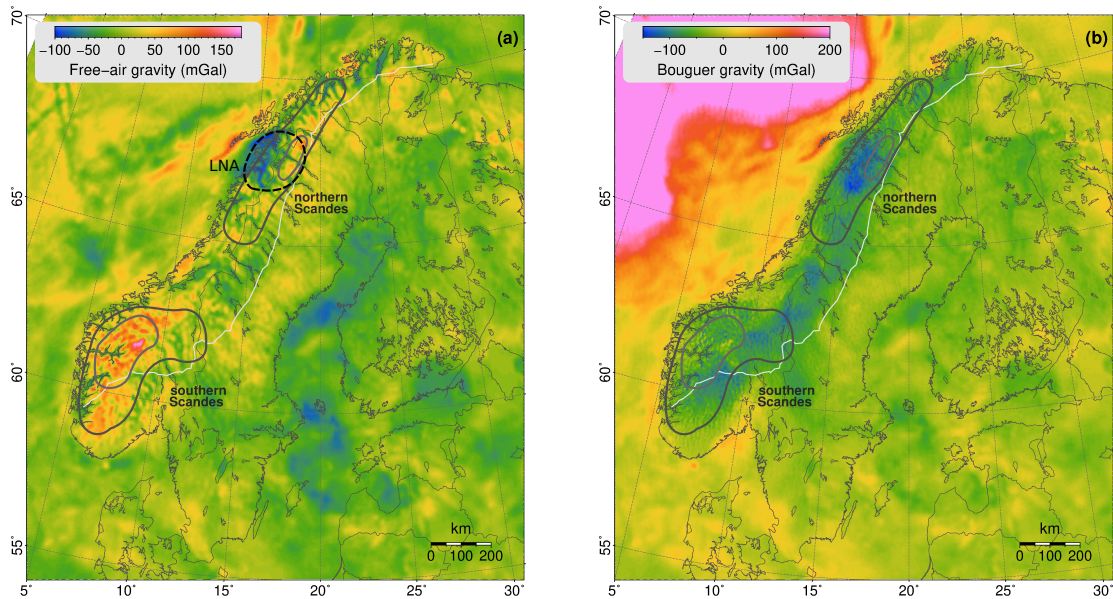 70˚
−100 −50 0 50 100 150
Free−air gravity (mGal)
(a)
LNA
northern
Scandes
65˚
60˚
southern
Scandes
55˚
km
0 100 200
5˚ 10˚ 15˚ 20˚ 25˚ 30˚
70˚
−100 0 100 200
Bouguer gravity (mGal)
(b)
northern
Scandes
65˚
60˚
southern
Scandes
55˚
km
0 100 200
5˚ 10˚ 15˚ 20˚ 25˚ 30˚